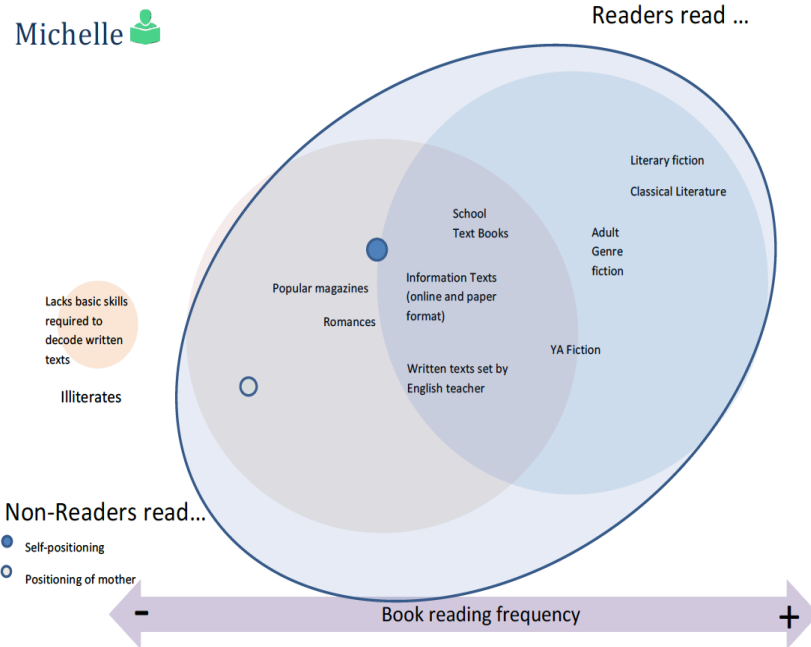 Readers read ...
Michelle
Literary fiction
Classical Literature
School
Text Books
Adult
Genre
fiction
Information Texts
(online and paper
format)
Popular magazines
Romances
Lacks basic skills
required to
decode written
texts
YA Fiction
Written texts set by
English teacher
Illiterates
Non-Readers read...
Self-positioning
Positioning of mother
- Book reading frequency +